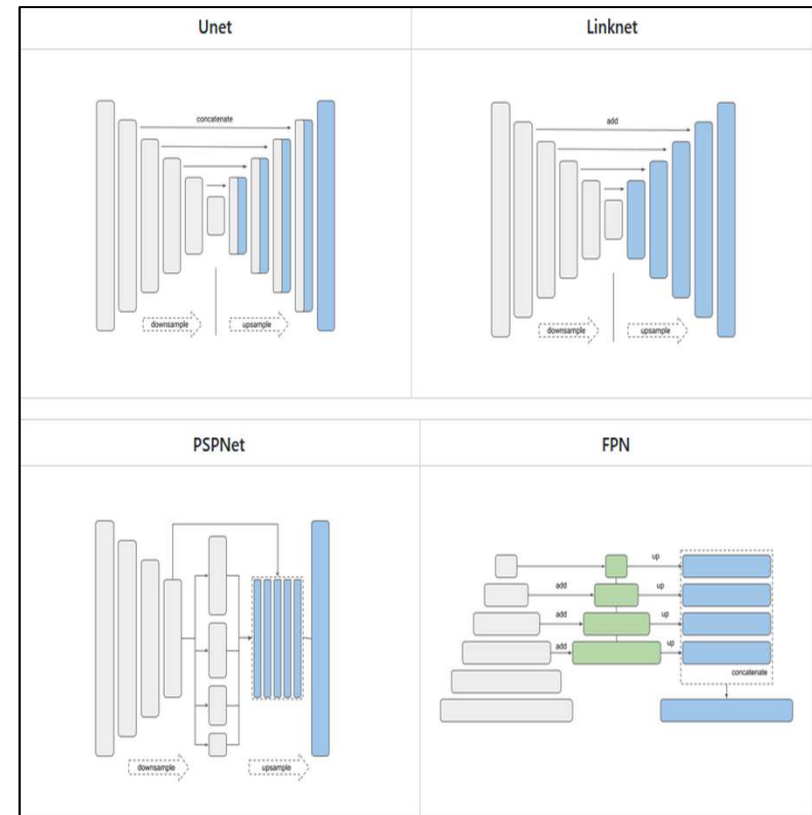 Unet
Linknet
concatenate
add
downsample
upsample
downsample
upsample
PSPNet
FPN
up
add
up
add
up
add
up
concatenate
downsample
upsample